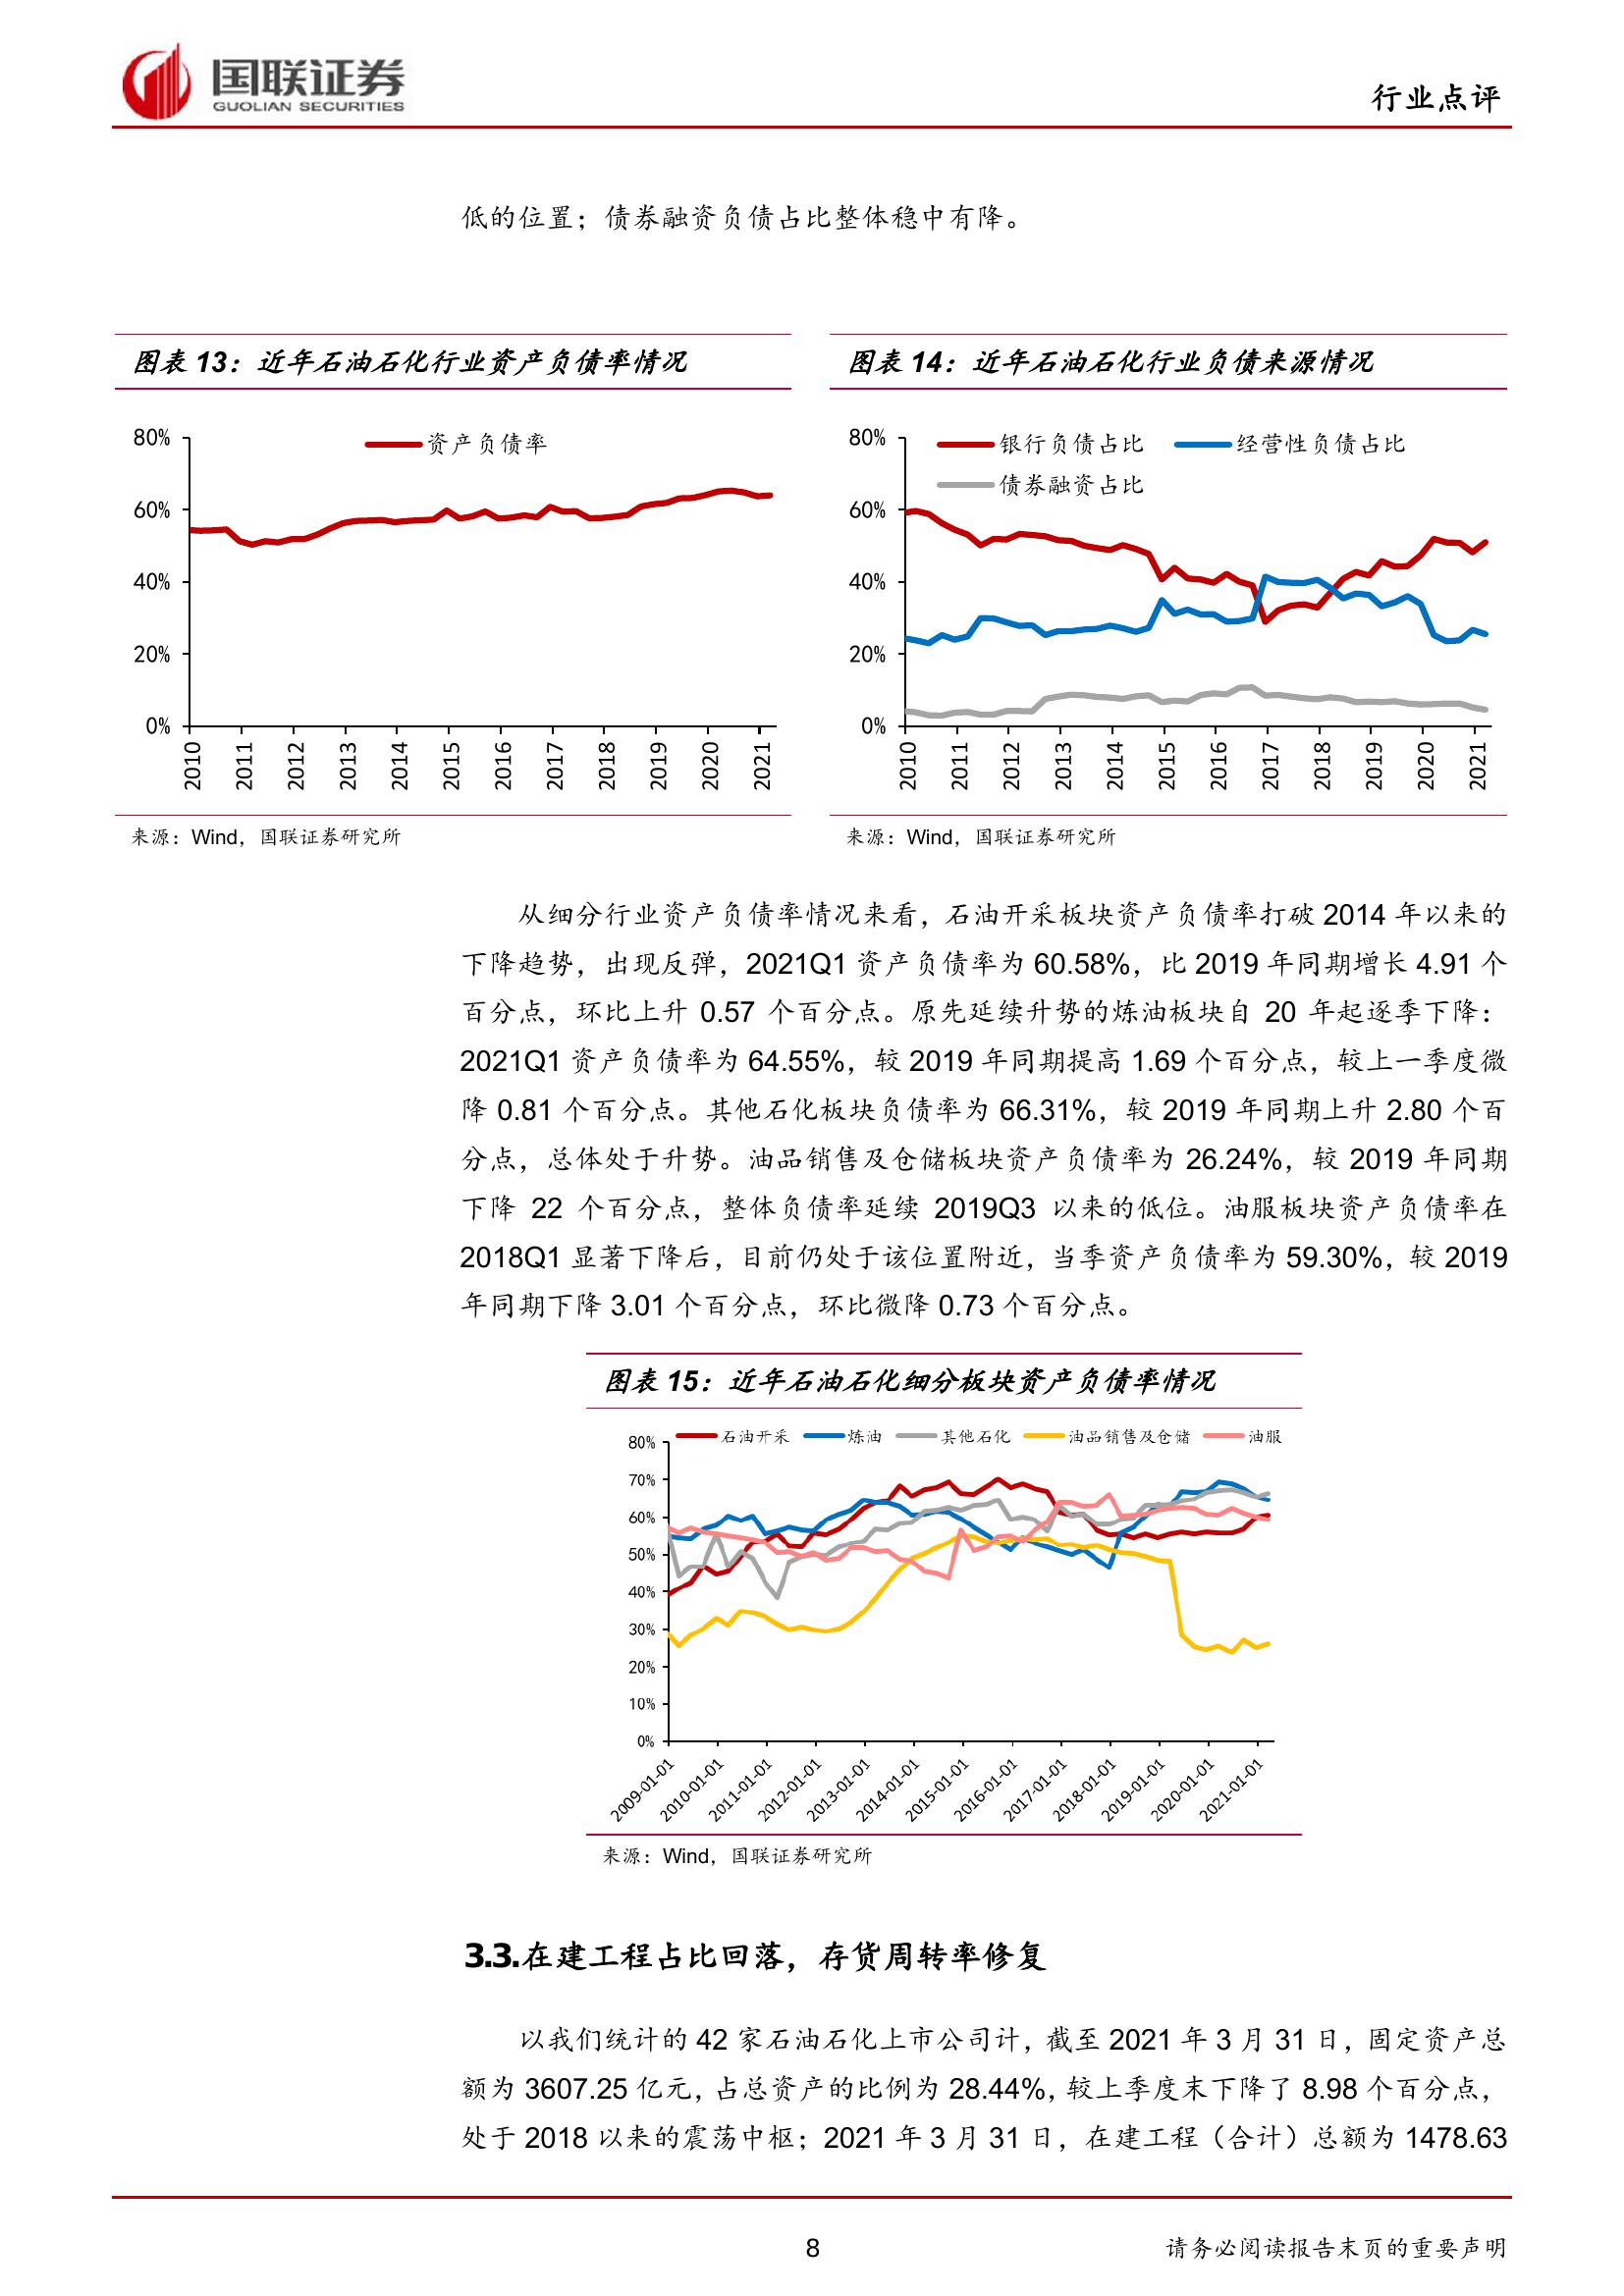 国联证券
GUOLIAN SECURITIES
行业点评
低的位置；债券融资负债占比整体稳中有降。
图表 13：近年石油石化行业资产负债率情况
80%
60%
40%
20%
0%
资产负债率
2010
2011
2012
2013
2014
2015
2016
2017
2018
2019
2020
2021
来源：Wind，国联证券研究所
图表 14：近年石油石化行业负债来源情况
80%
60%
40%
20%
0%
银行负债占比
经营性负债占比
债券融资占比
2010
2011
2012
2013
2014
2015
2016
2017
2018
2019
2020
2021
来源：Wind，国联证券研究所
从细分行业资产负债率情况来看，石油开采板块资产负债率打破 2014 年以来的
下降趋势，出现反弹，2021Q1 资产负债率为 60.58%，比 2019 年同期增长 4.91 个
百分点，环比上升 0.57 个百分点。原先延续升势的炼油板块自 20 年起逐季下降：
2021Q1 资产负债率为 64.55%，较 2019 年同期提高 1.69 个百分点，较上一季度微
降 0.81 个百分点。其他石化板块负债率为 66.31%，较 2019 年同期上升 2.80 个百
分点，总体处于升势。油品销售及仓储板块资产负债率为 26.24%，较 2019 年同期
下降 22 个百分点，整体负债率延续 2019Q3 以来的低位。油服板块资产负债率在
2018Q1 显著下降后，目前仍处于该位置附近，当季资产负债率为 59.30%，较 2019
年同期下降 3.01 个百分点，环比微降 0.73 个百分点。
图表 15：近年石油石化细分板块资产负债率情况
石油开采
炼油
其他石化
油品销售及仓储
油服
80%
70%
60%
50%
40%
30%
20%
10%
0%
2009-01-01
2010-01-01
2011-01-01
2012-01-01
2013-01-01
2014-01-01
2015-01-01
2016-01-01
2017-01-01
2018-01-01
2019-01-01
2020-01-01
2021-01-01
来源：Wind，国联证券研究所
3.3.在建工程占比回落，存货周转率修复
以我们统计的 42 家石油石化上市公司计，截至 2021 年 3 月 31 日，固定资产总
额为 3607.25 亿元，占总资产的比例为 28.44%，较上季度末下降了 8.98 个百分点，
处于 2018 以来的震荡中枢；2021 年 3 月 31 日，在建工程（合计）总额为 1478.63
8
请务必阅读报告末页的重要声明